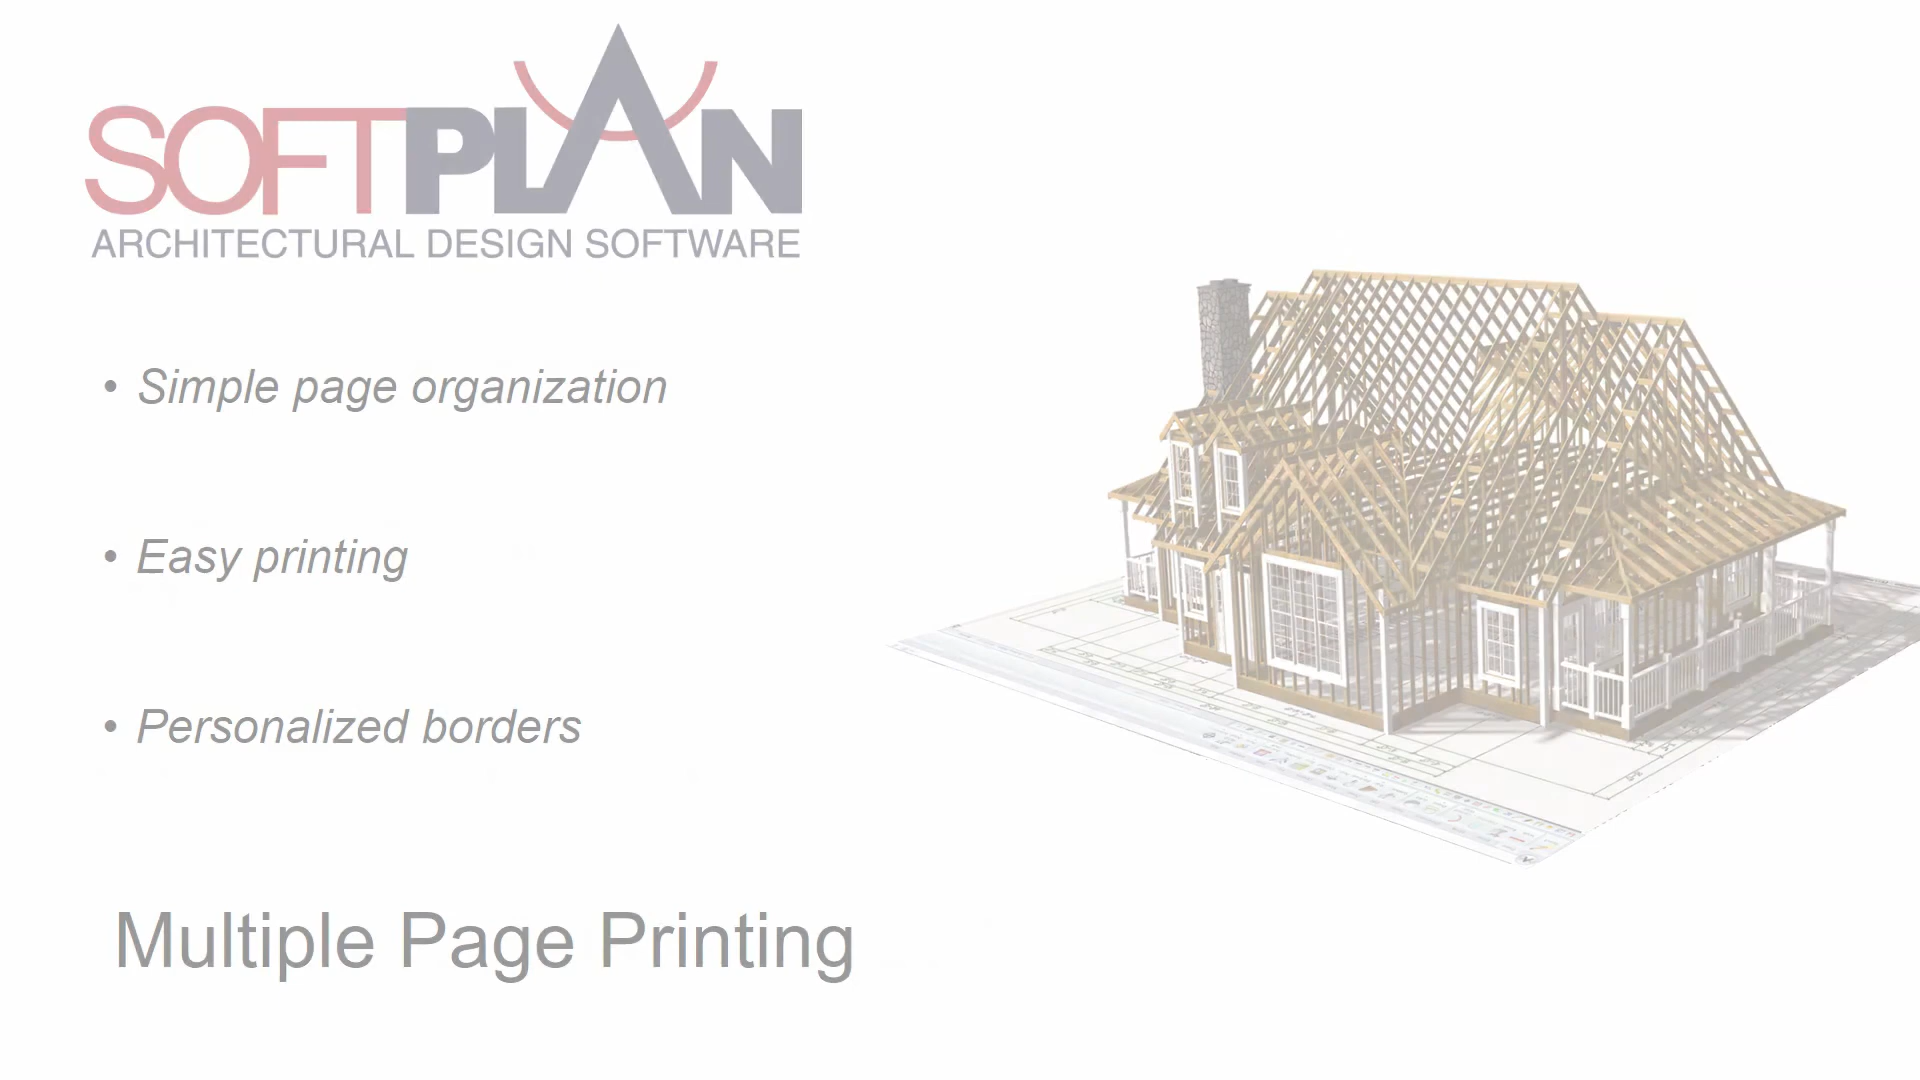 SOFTPLAN
ARCHITECTURAL DESIGN SOFTWARE
• Simple page organization
• Easy printing
• Personalized borders
Multiple Page Printing